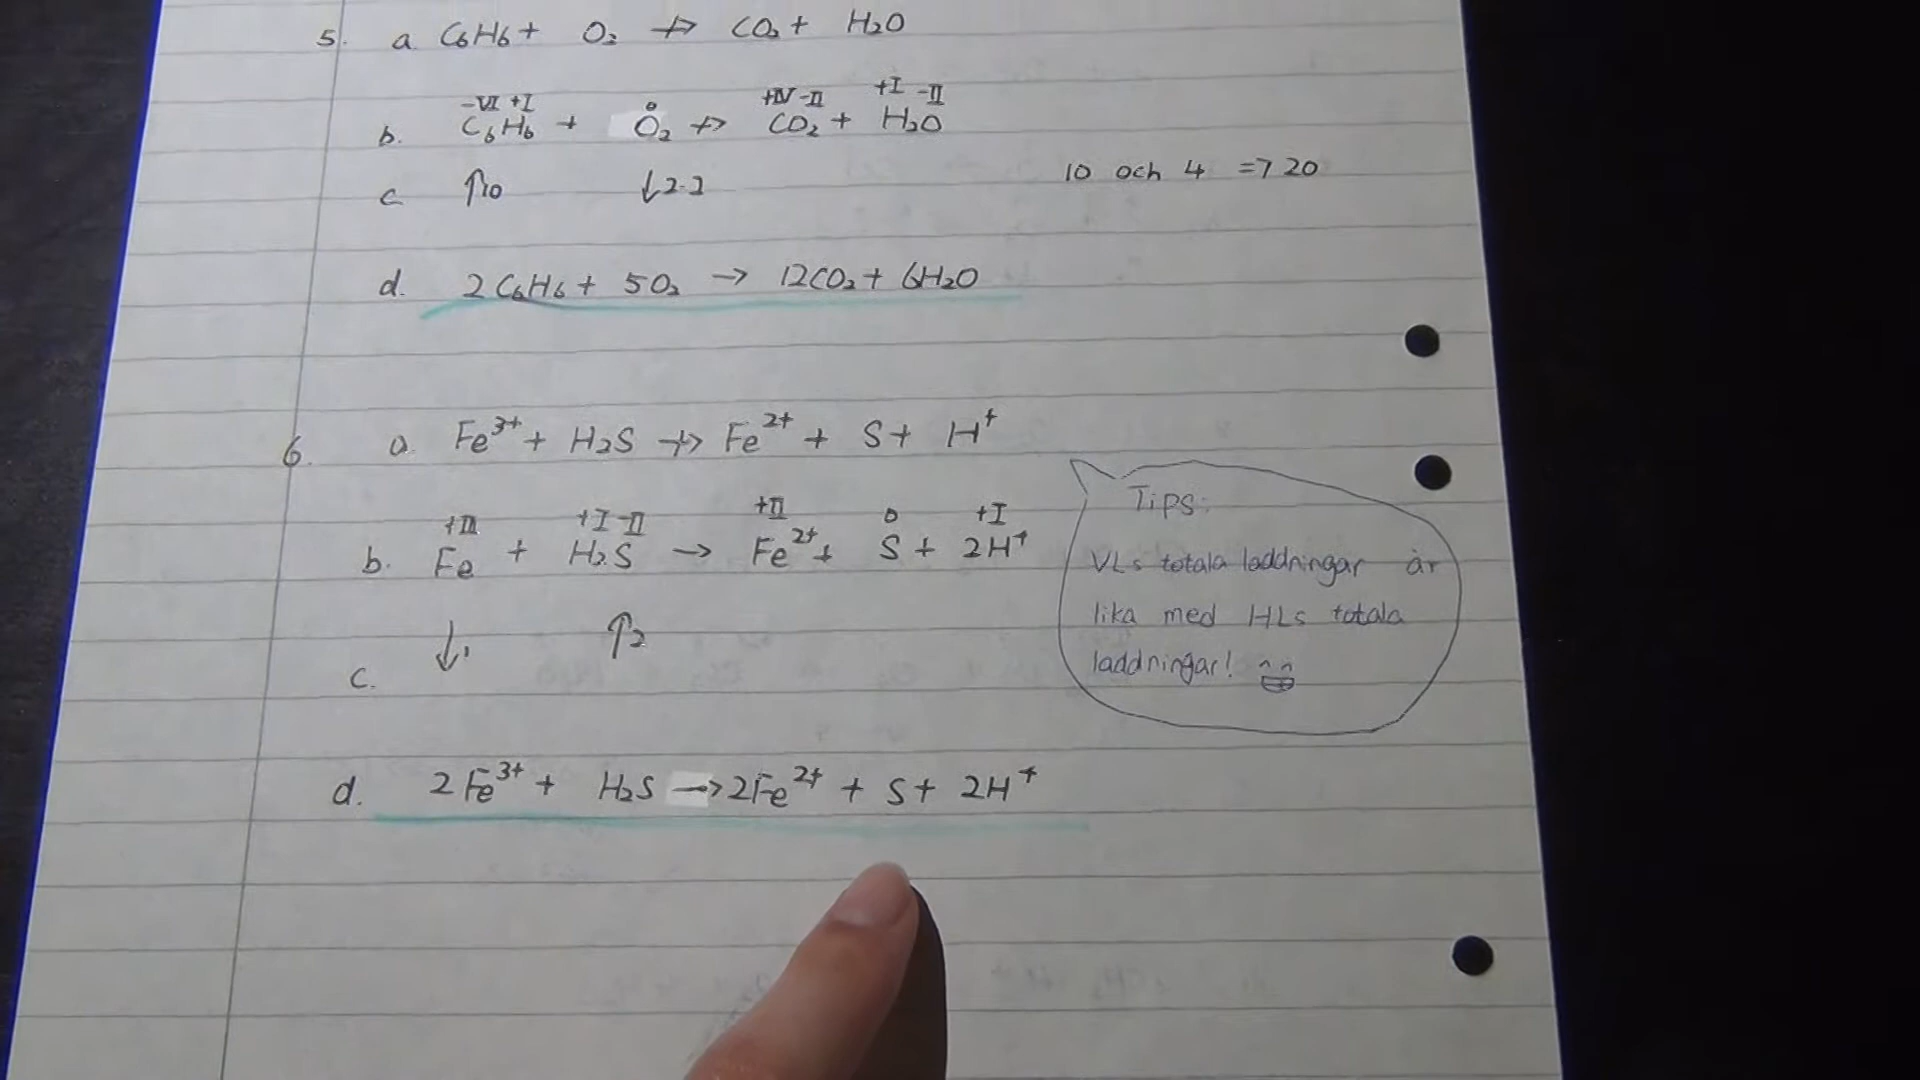 5. a C6H6 + O2 ↛ CO2 + H2O
-VI +I 0 +IV -II +I -II
b. C6H6 + O2 ↛ CO2 + H2O
c ↑10 ↓2·2
10 och 4 => 20
d. 2C6H6 + 5O2 → 12CO2 + 6H2O
6. a. Fe³⁺ + H2S ↛ Fe²⁺ + S + H⁺
+III +I -II +II 0 +I
b. Fe + H2S → Fe²⁺ + S + 2H⁺
c. ↓1 ↑2
Tips:
VLs totala laddningar är
lika med HLs totala
laddningar!
d. 2Fe³⁺ + H2S → 2Fe²⁺ + S + 2H⁺